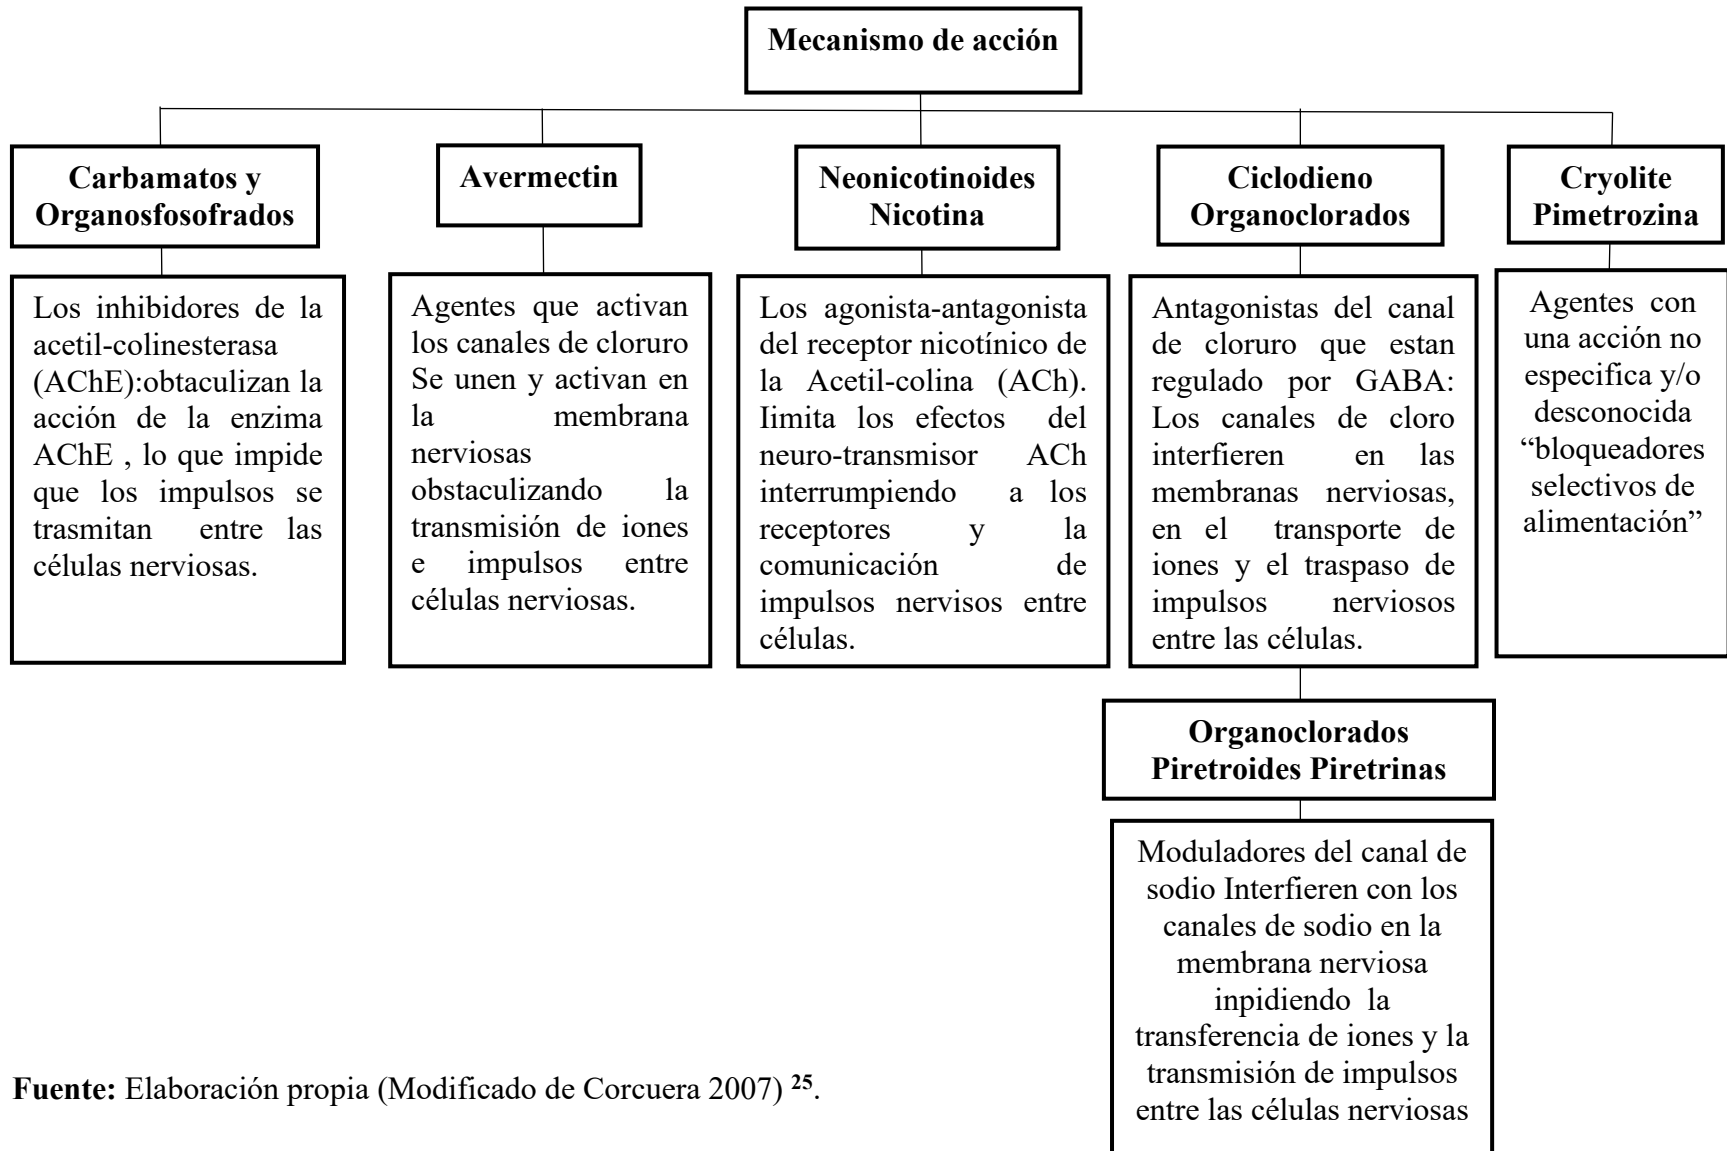 Mecanismo de acción
Carbamatos y
Organosfosofrados
Los inhibidores de la
acetil-colinesterasa
(AChE):obtaculizan la
acción de la enzima
AChE , lo que impide
que los impulsos se
trasmitan entre las
células nerviosas.
Avermectin
Agentes que activan
los canales de cloruro
Se unen y activan en
la membrana
nerviosas
obstaculizando la
transmisión de iones
e impulsos entre
células nerviosas.
Neonicotinoides
Nicotina
Los agonista-antagonista
del receptor nicotínico de
la Acetil-colina (ACh).
Iimita los efectos del
neuro-transmisor ACh
interrumpiendo a los
receptores y la
comunicación de
impulsos nervisos entre
células.
Ciclodieno
Organoclorados
Antagonistas del canal
de cloruro que estan
regulado por GABA:
Los canales de cloro
interfieren en las
membranas nerviosas,
en el transporte de
iones y el traspaso de
impulsos nerviosos
entre las células.
Organoclorados
Piretroides Piretrinas
Moduladores del canal de
sodio Interfieren con los
canales de sodio en la
membrana nerviosa
inpidiendo la
transferencia de iones y la
transmisión de impulsos
entre las células nerviosas
Cryolite
Pimetrozina
Agentes con
una acción no
especifica y/o
desconocida
“bloqueadores
selectivos de
alimentación”
Fuente: Elaboración propia (Modificado de Corcuera 2007) 25.